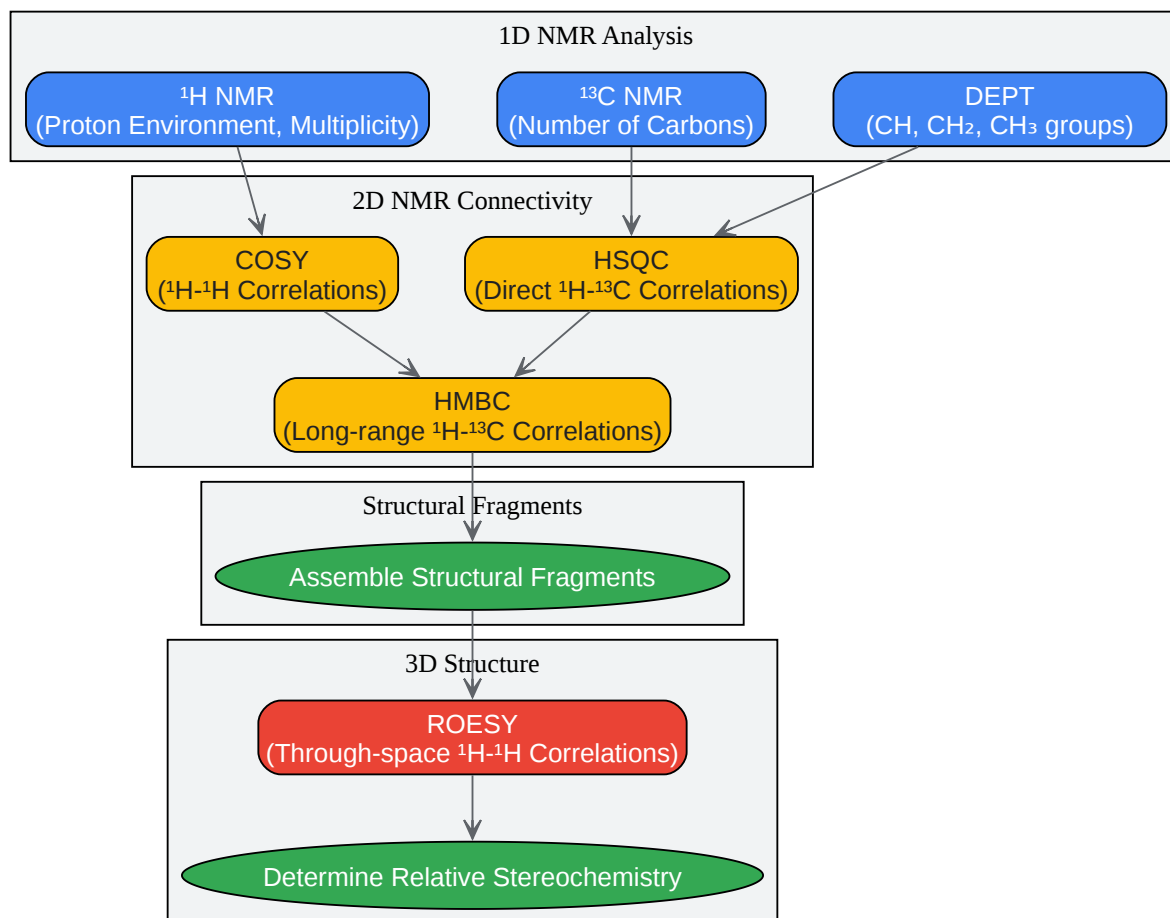 1D NMR Analysis
¹H NMR
(Proton Environment, Multiplicity)
¹³C NMR
(Number of Carbons)
DEPT
(CH, CH₂, CH₃ groups)
2D NMR Connectivity
COSY
(¹H-¹H Correlations)
HSQC
(Direct ¹H-¹³C Correlations)
HMBC
(Long-range ¹H-¹³C Correlations)
Structural Fragments
Assemble Structural Fragments
3D Structure
ROESY
(Through-space ¹H-¹H Correlations)
Determine Relative Stereochemistry